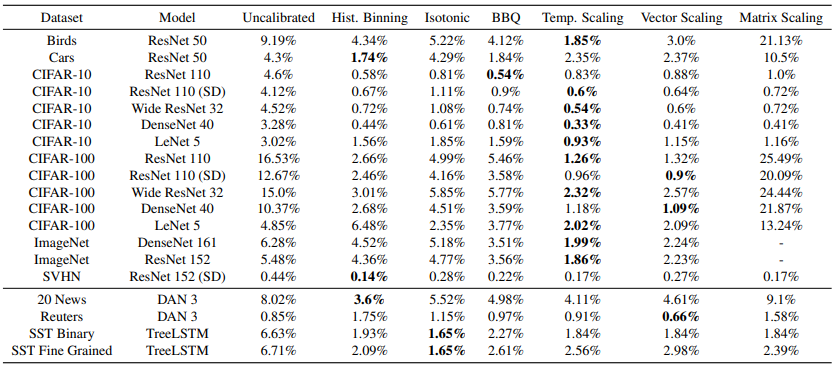 Dataset Model Uncalibrated Hist. Binning Isotonic BBQ Temp. Scaling Vector Scaling Matrix Scaling
Birds ResNet 50 9.19% 4.34% 5.22% 4.12% 1.85% 3.0% 21.13%
Cars ResNet 50 4.3% 1.74% 4.29% 1.84% 2.35% 2.37% 10.5%
CIFAR-10 ResNet 110 4.6% 0.58% 0.81% 0.54% 0.83% 0.88% 1.0%
CIFAR-10 ResNet 110 (SD) 4.12% 0.67% 1.11% 0.9% 0.6% 0.64% 0.72%
CIFAR-10 Wide ResNet 32 4.52% 0.72% 1.08% 0.74% 0.54% 0.6% 0.72%
CIFAR-10 DenseNet 40 3.28% 0.44% 0.61% 0.81% 0.33% 0.41% 0.41%
CIFAR-10 LeNet 5 3.02% 1.56% 1.85% 1.59% 0.93% 1.15% 1.16%
CIFAR-100 ResNet 110 16.53% 2.66% 4.99% 5.46% 1.26% 1.32% 25.49%
CIFAR-100 ResNet 110 (SD) 12.67% 2.46% 4.16% 3.58% 0.96% 0.9% 20.09%
CIFAR-100 Wide ResNet 32 15.0% 3.01% 5.85% 5.77% 2.32% 2.57% 24.44%
CIFAR-100 DenseNet 40 10.37% 2.68% 4.51% 3.59% 1.18% 1.09% 21.87%
CIFAR-100 LeNet 5 4.85% 6.48% 2.35% 3.77% 2.02% 2.09% 13.24%
ImageNet DenseNet 161 6.28% 4.52% 5.18% 3.51% 1.99% 2.24% -
ImageNet ResNet 152 5.48% 4.36% 4.77% 3.56% 1.86% 2.23% -
SVHN ResNet 152 (SD) 0.44% 0.14% 0.28% 0.22% 0.17% 0.27% 0.17%
20 News DAN 3 8.02% 3.6% 5.52% 4.98% 4.11% 4.61% 9.1%
Reuters DAN 3 0.85% 1.75% 1.15% 0.97% 0.91% 0.66% 1.58%
SST Binary TreeLSTM 6.63% 1.93% 1.65% 2.27% 1.84% 1.84% 1.84%
SST Fine Grained TreeLSTM 6.71% 2.09% 1.65% 2.61% 2.56% 2.98% 2.39%